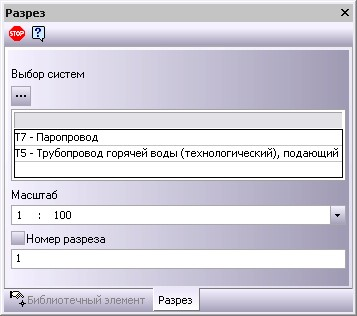 Разрез
STOP
?
Выбор систем
...
Т7 - Паропровод
Т5 - Трубопровод горячей воды (технологический), подающий
Масштаб
1 : 100
Номер разреза
1
Библиотечный элемент Разрез